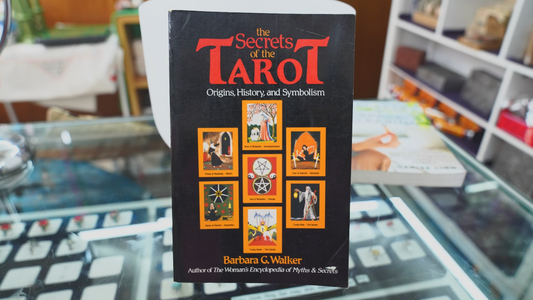 the
Secrets
of the
TAROT
Origins, History, and Symbolism
Barbara G. Walker
Author of The Woman's Encyclopedia of Myths & Secrets